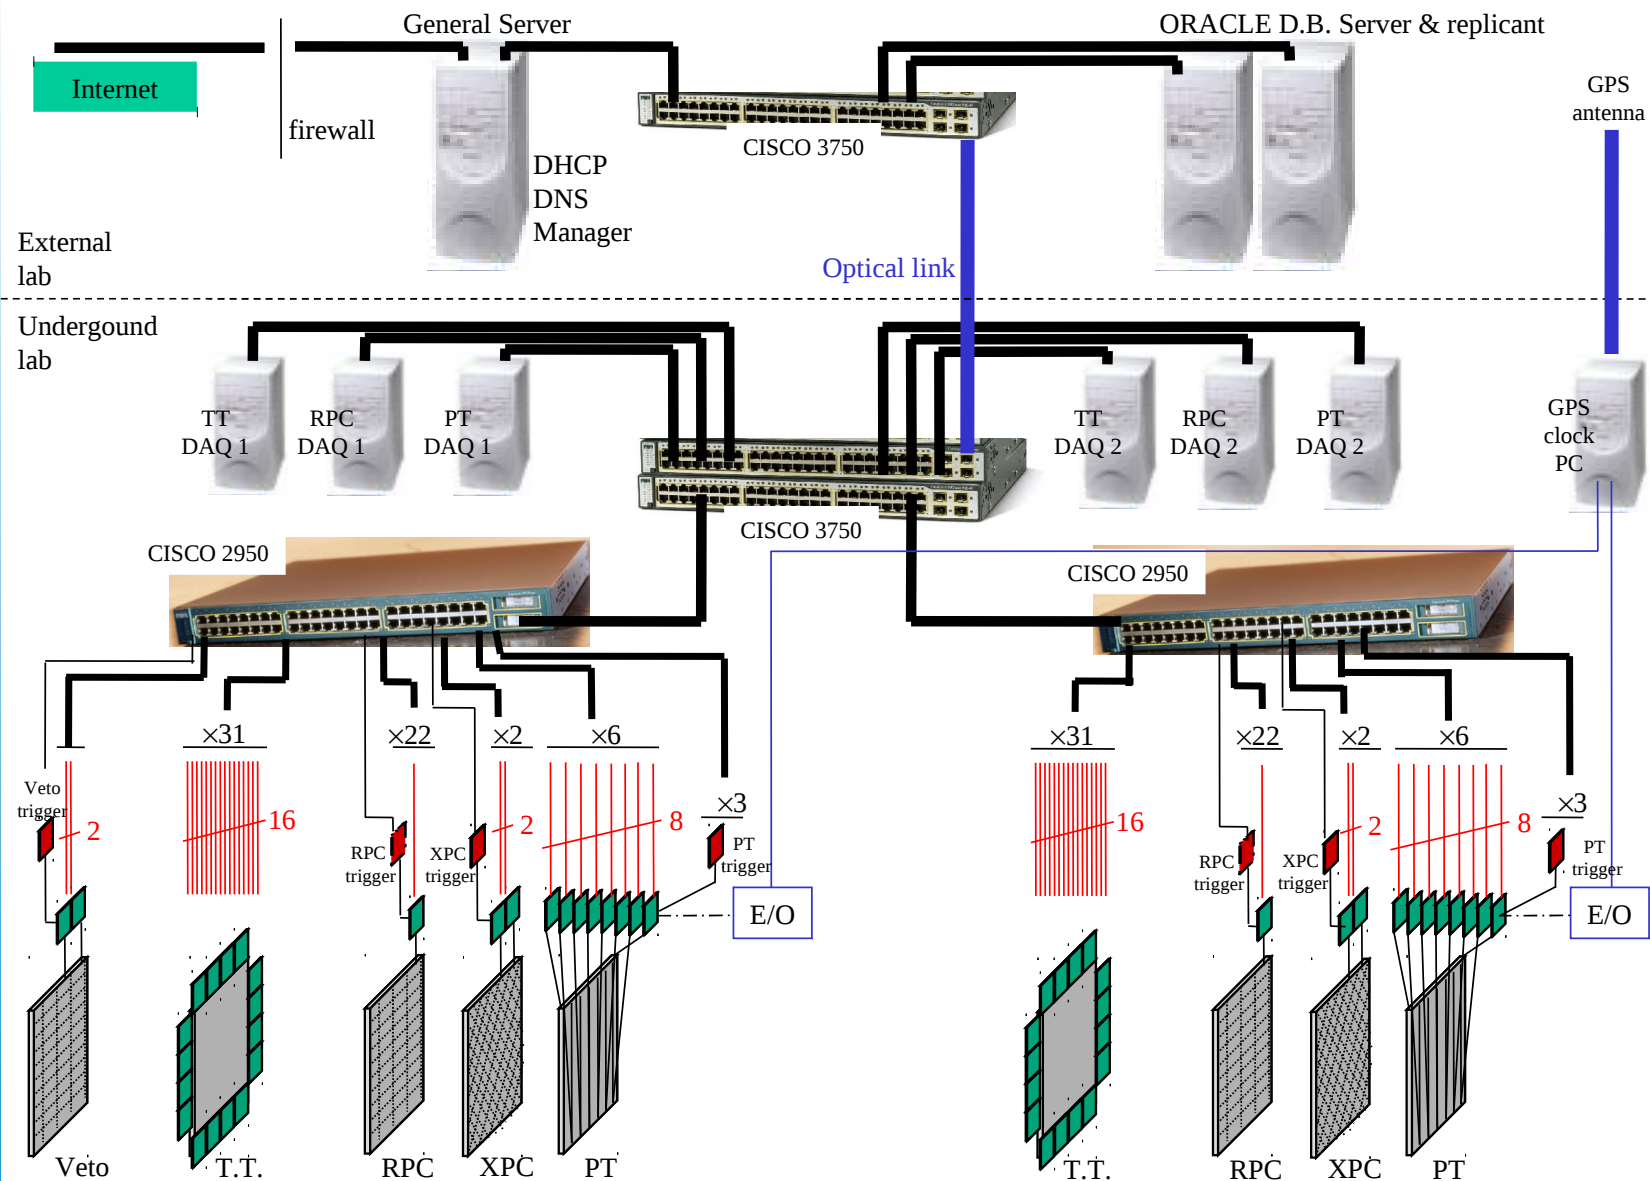 General Server
ORACLE D.B. Server & replicant
Internet
firewall
CISCO 3750
GPS
antenna
DHCP
DNS
Manager
External
lab
Optical link
Undergound
lab
TT
DAQ 1
RPC
DAQ 1
PT
DAQ 1
TT
DAQ 2
RPC
DAQ 2
PT
DAQ 2
GPS
clock
PC
CISCO 3750
CISCO 2950
CISCO 2950
×31
×22
×2
×6
×3
×31
×22
×2
×6
×3
Veto
trigger
2
16
RPC
trigger
XPC
trigger
2
8
PT
trigger
16
RPC
trigger
XPC
trigger
2
8
PT
trigger
E/O
E/O
Veto
T.T.
RPC
XPC
PT
T.T.
RPC
XPC
PT